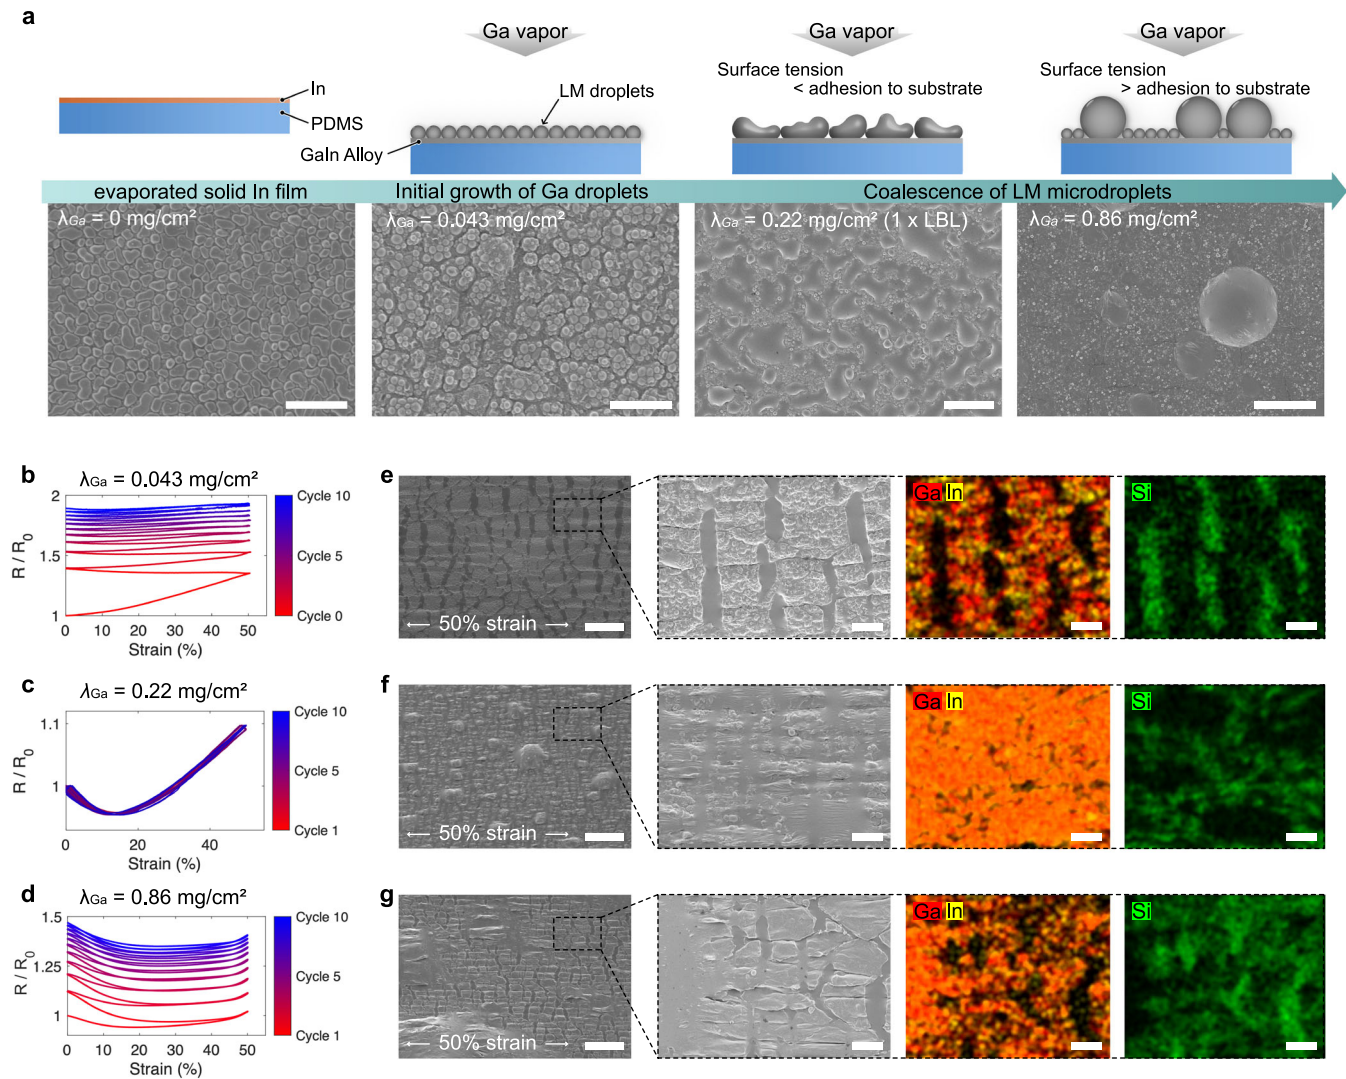 a
Ga vapor
Ga vapor
Ga vapor
Surface tension
< adhesion to substrate
Surface tension
> adhesion to substrate
In
PDMS
LM droplets
GaIn Alloy
evaporated solid In film
Initial growth of Ga droplets
Coalescence of LM microdroplets
λGa = 0 mg/cm²
λGa = 0.043 mg/cm²
λGa = 0.22 mg/cm² (1 x LBL)
λGa = 0.86 mg/cm²
b
λGa = 0.043 mg/cm²
2
1.5
1
R / R0
0 10 20 30 40 50
Strain (%)
Cycle 10
Cycle 5
Cycle 0
c
λGa = 0.22 mg/cm²
1.1
1
R / R0
0 20 40
Strain (%)
Cycle 10
Cycle 5
Cycle 1
d
λGa = 0.86 mg/cm²
1.5
1.25
1
R / R0
0 10 20 30 40 50
Strain (%)
Cycle 10
Cycle 5
Cycle 1
e
← 50% strain →
Ga In
Si
f
← 50% strain →
Ga In
Si
g
← 50% strain →
Ga In
Si